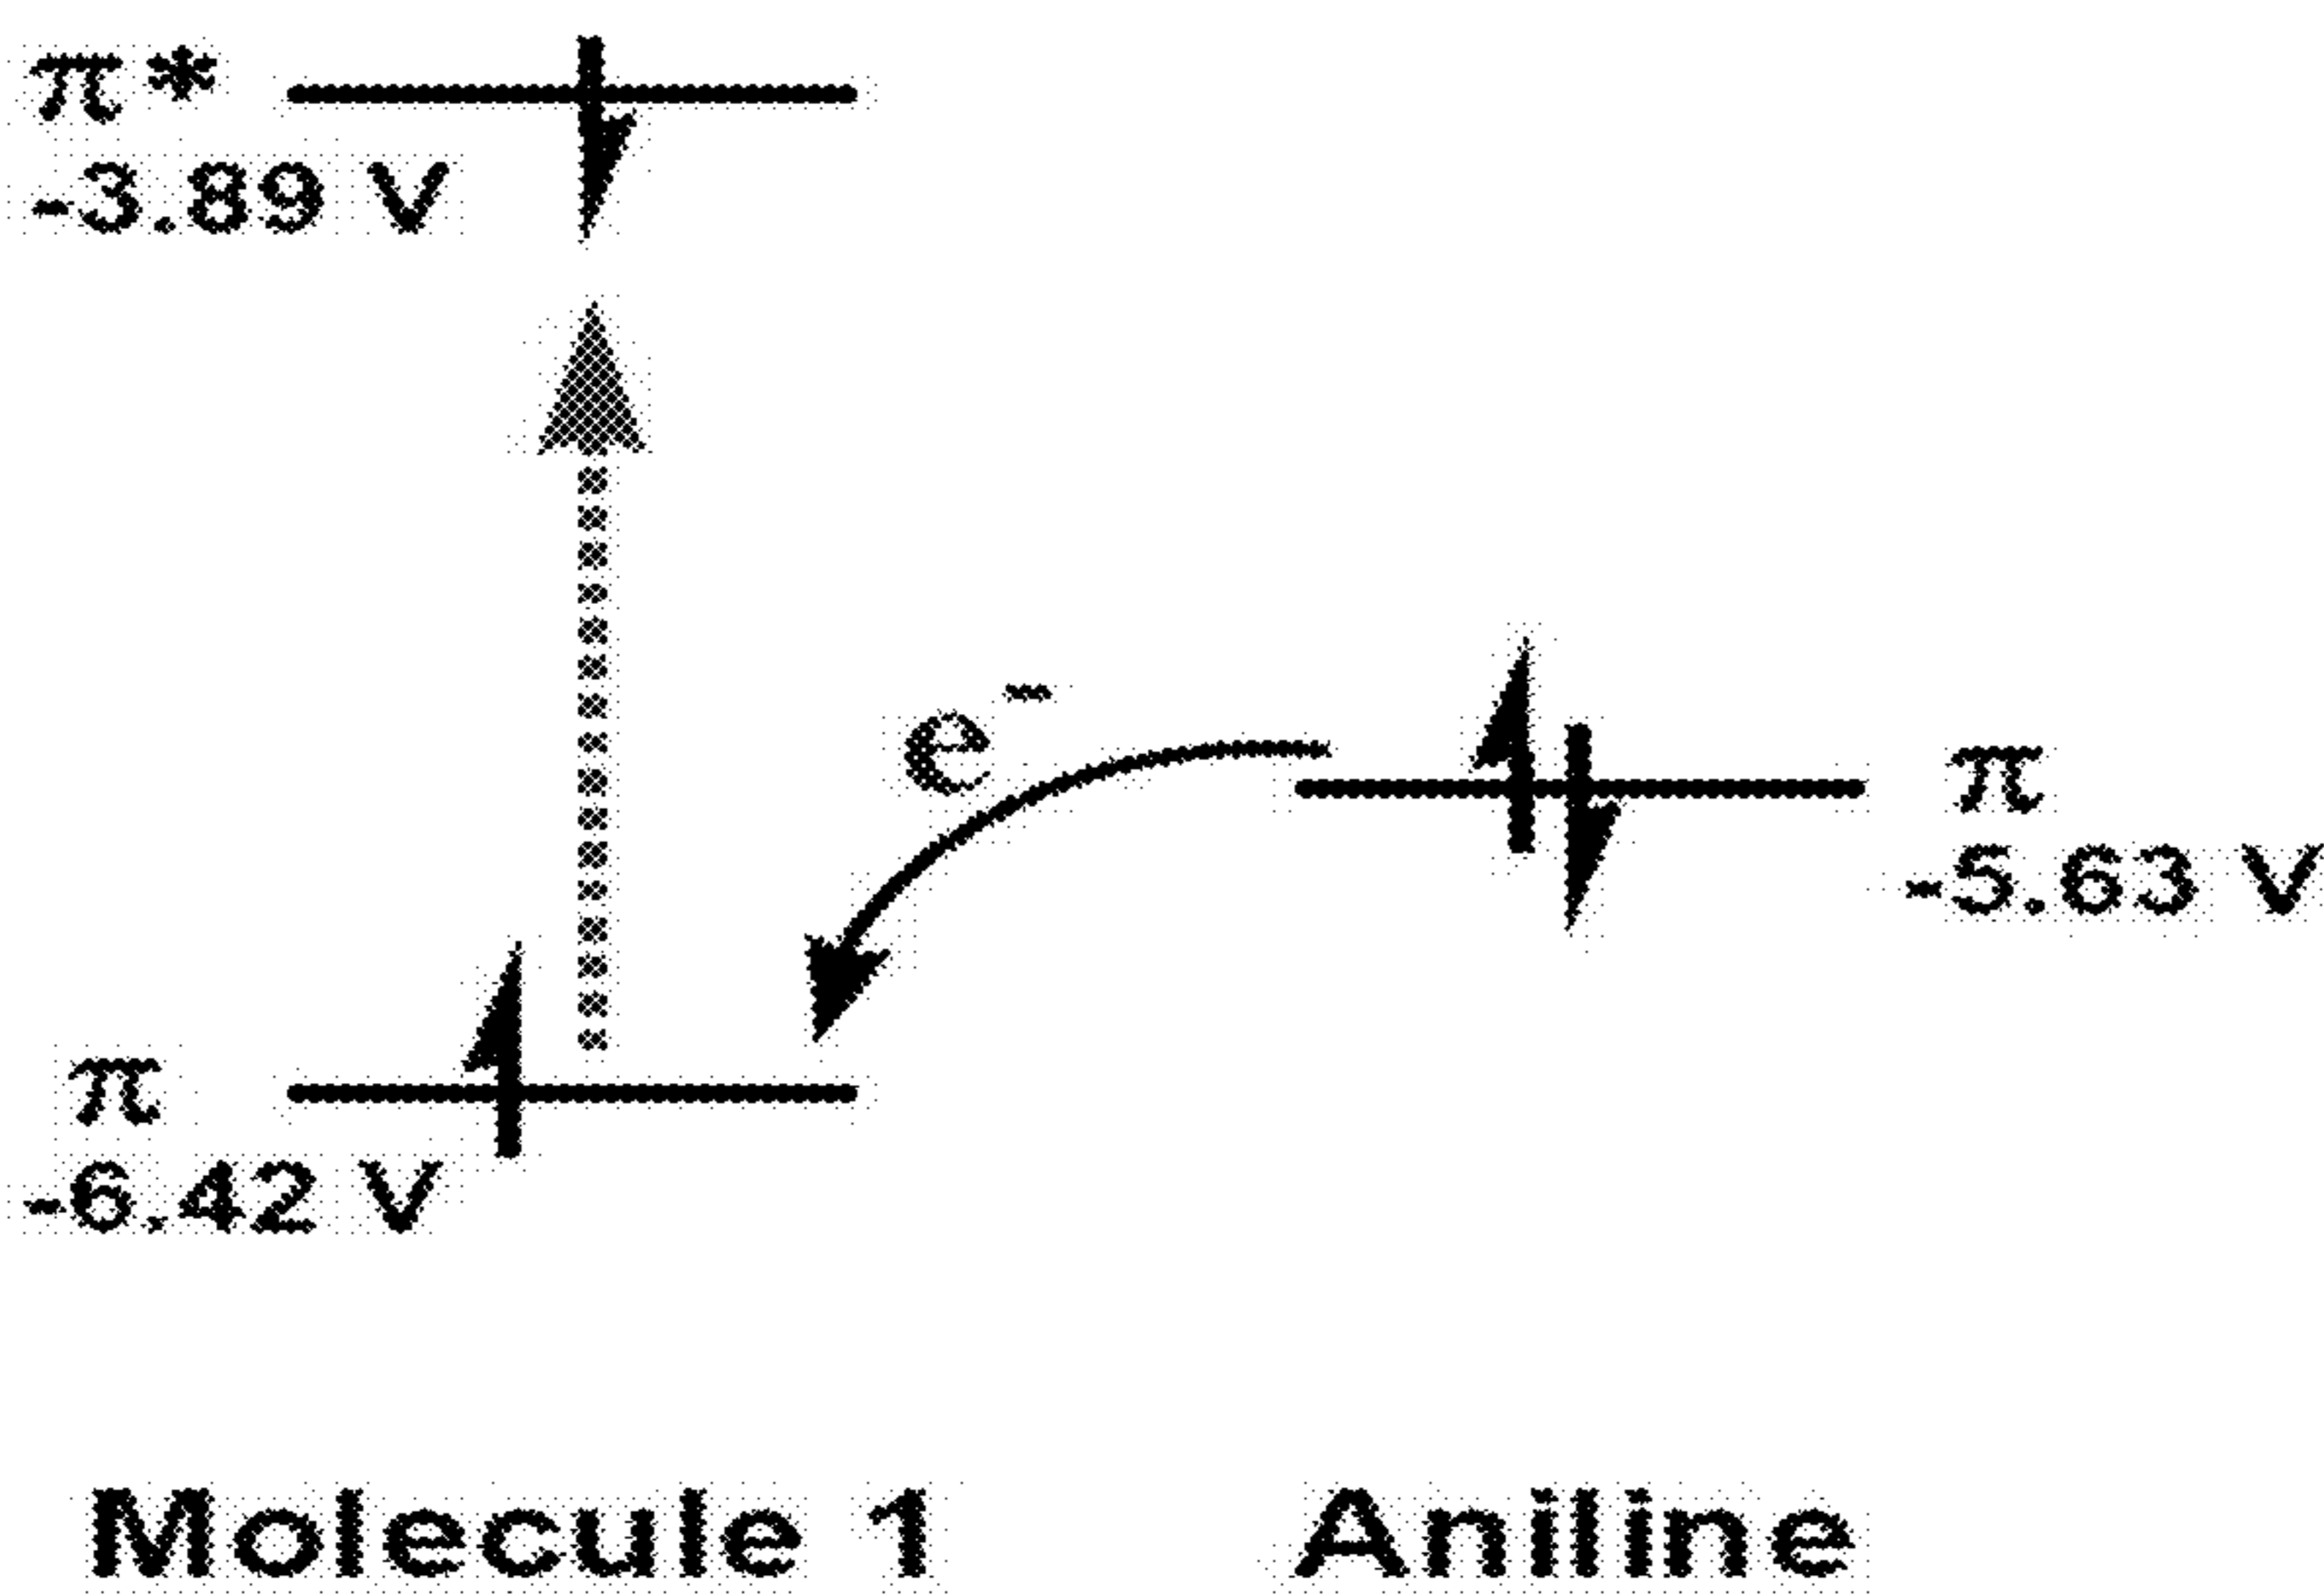 π*
-3.89 V
e⁻
π
-5.63 V
π
-6.42 V
Molecule 1
Aniline